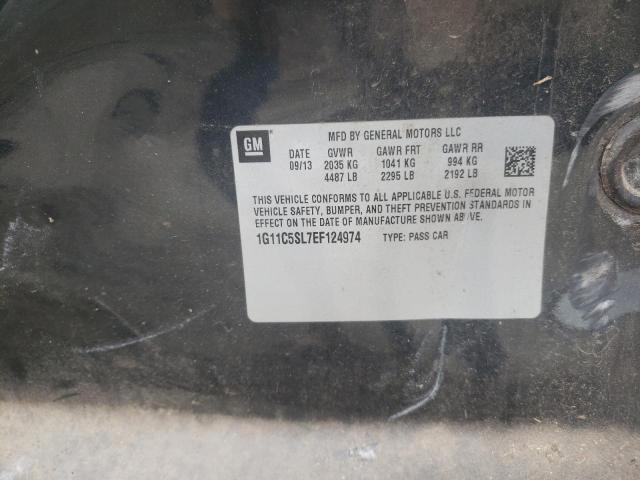 GM
MFD BY GENERAL MOTORS LLC
DATE GVWR GAWR FRT GAWR RR
09/13 2035 KG 1041 KG 994 KG
4487 LB 2295 LB 2192 LB
THIS VEHICLE CONFORMS TO ALL APPLICABLE U.S. FEDERAL MOTOR
VEHICLE SAFETY, BUMPER, AND THEFT PREVENTION STANDARDS IN
EFFECT ON THE DATE OF MANUFACTURE SHOWN ABOVE.
1G11C5SL7EF124974 TYPE: PASS CAR